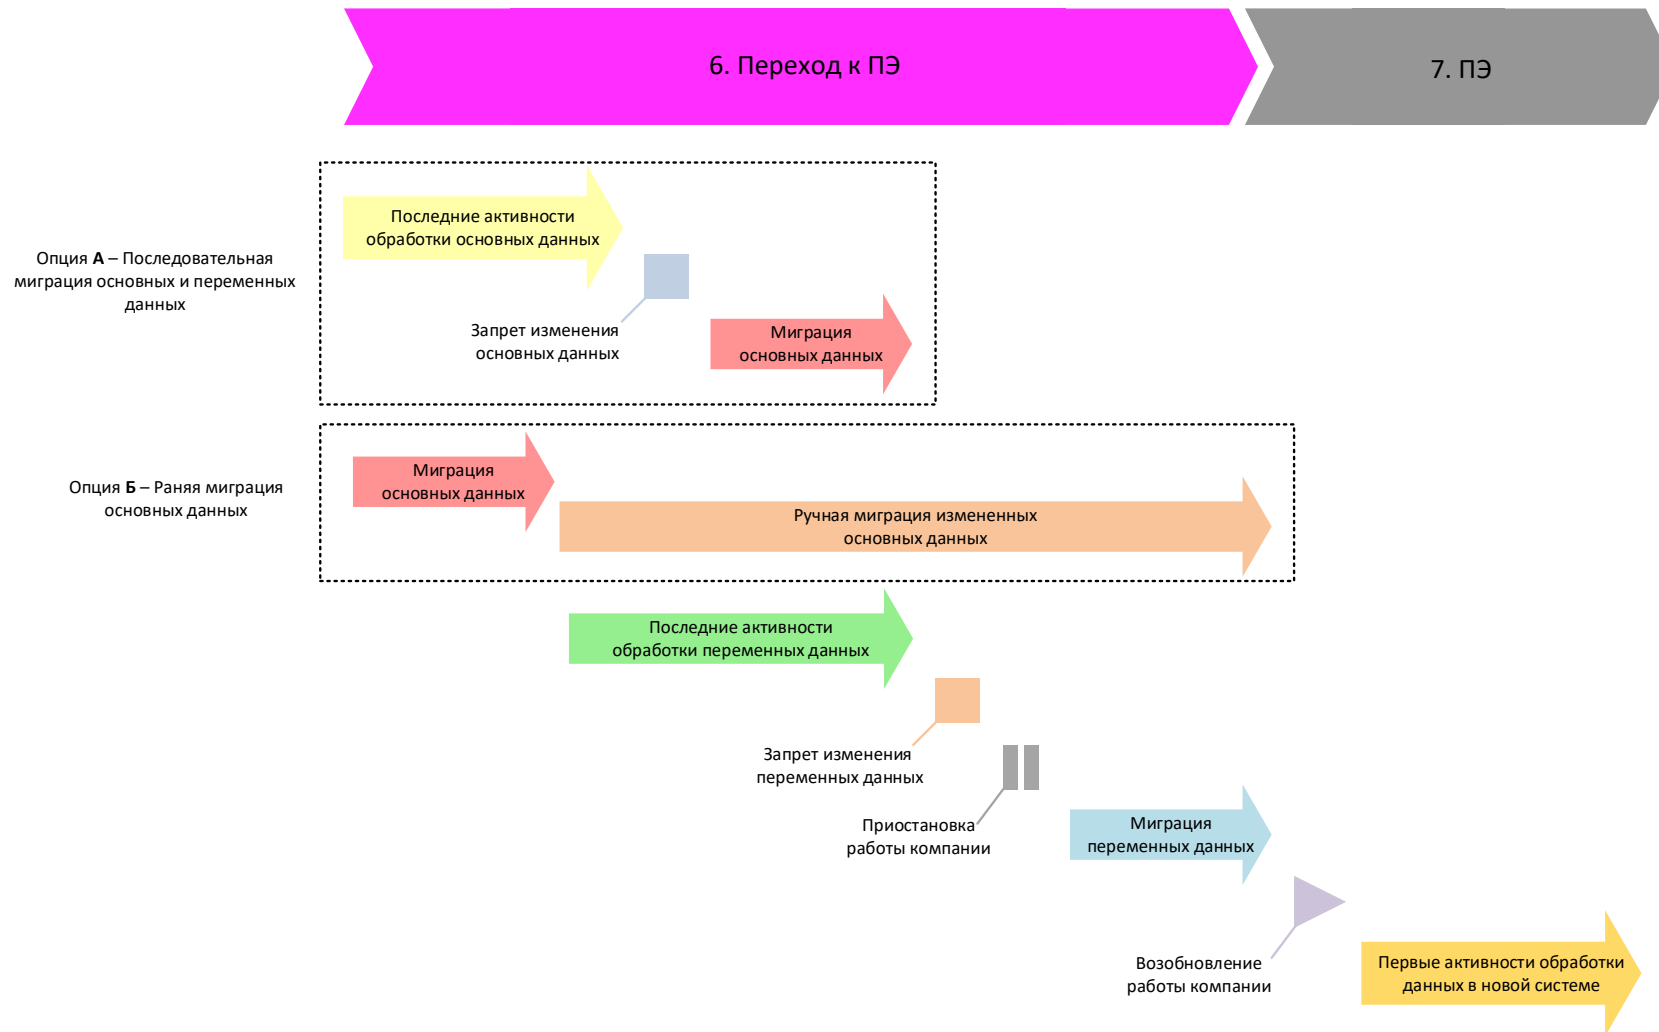 6. Переход к ПЭ
7. ПЭ
Последние активности
обработки основных данных
Опция А – Последовательная
миграция основных и переменных
данных
Запрет изменения
основных данных
Миграция
основных данных
Опция Б – Раняя миграция
основных данных
Миграция
основных данных
Ручная миграция измененных
основных данных
Последние активности
обработки переменных данных
Запрет изменения
переменных данных
Приостановка
работы компании
Миграция
переменных данных
Возобновление
работы компании
Первые активности обработки
данных в новой системе